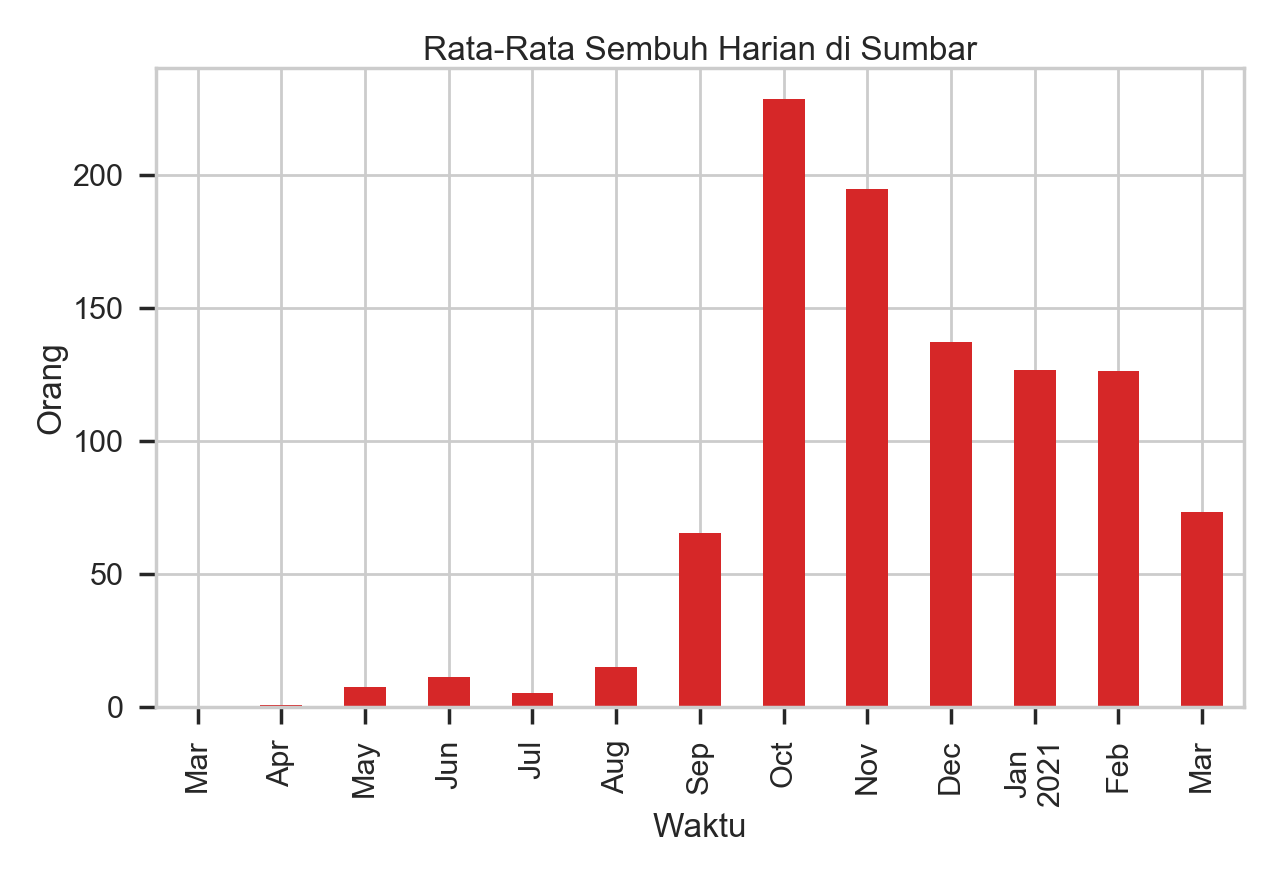 Rata-Rata Sembuh Harian di Sumbar
Orang
200
150
100
50
0
Mar
Apr
May
Jun
Jul
Aug
Sep
Oct
Nov
Dec
Jan
2021
Feb
Mar
Waktu